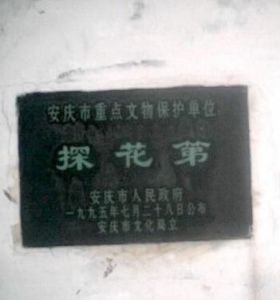 安庆市重点文物保护单位
探花第
安庆市人民政府
一九九五年七月二十八日公布
安庆市文化局立